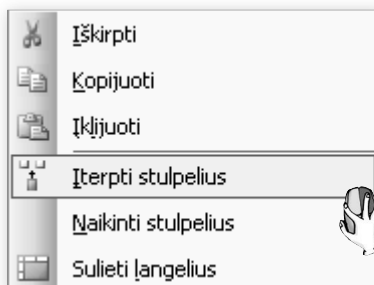 Iškirpti
Kopijuoti
Įklijuoti
Įterpti stulpelius
Naikinti stulpelius
Sulieti langelius